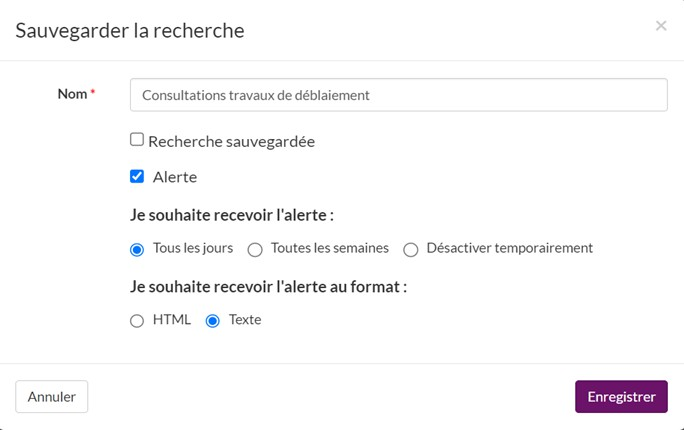 Sauvegarder la recherche ×
Nom *
Consultations travaux de déblaiement
Recherche sauvegardée
Alerte
Je souhaite recevoir l'alerte :
Tous les jours Toutes les semaines Désactiver temporairement
Je souhaite recevoir l'alerte au format :
HTML Texte
Annuler Enregistrer